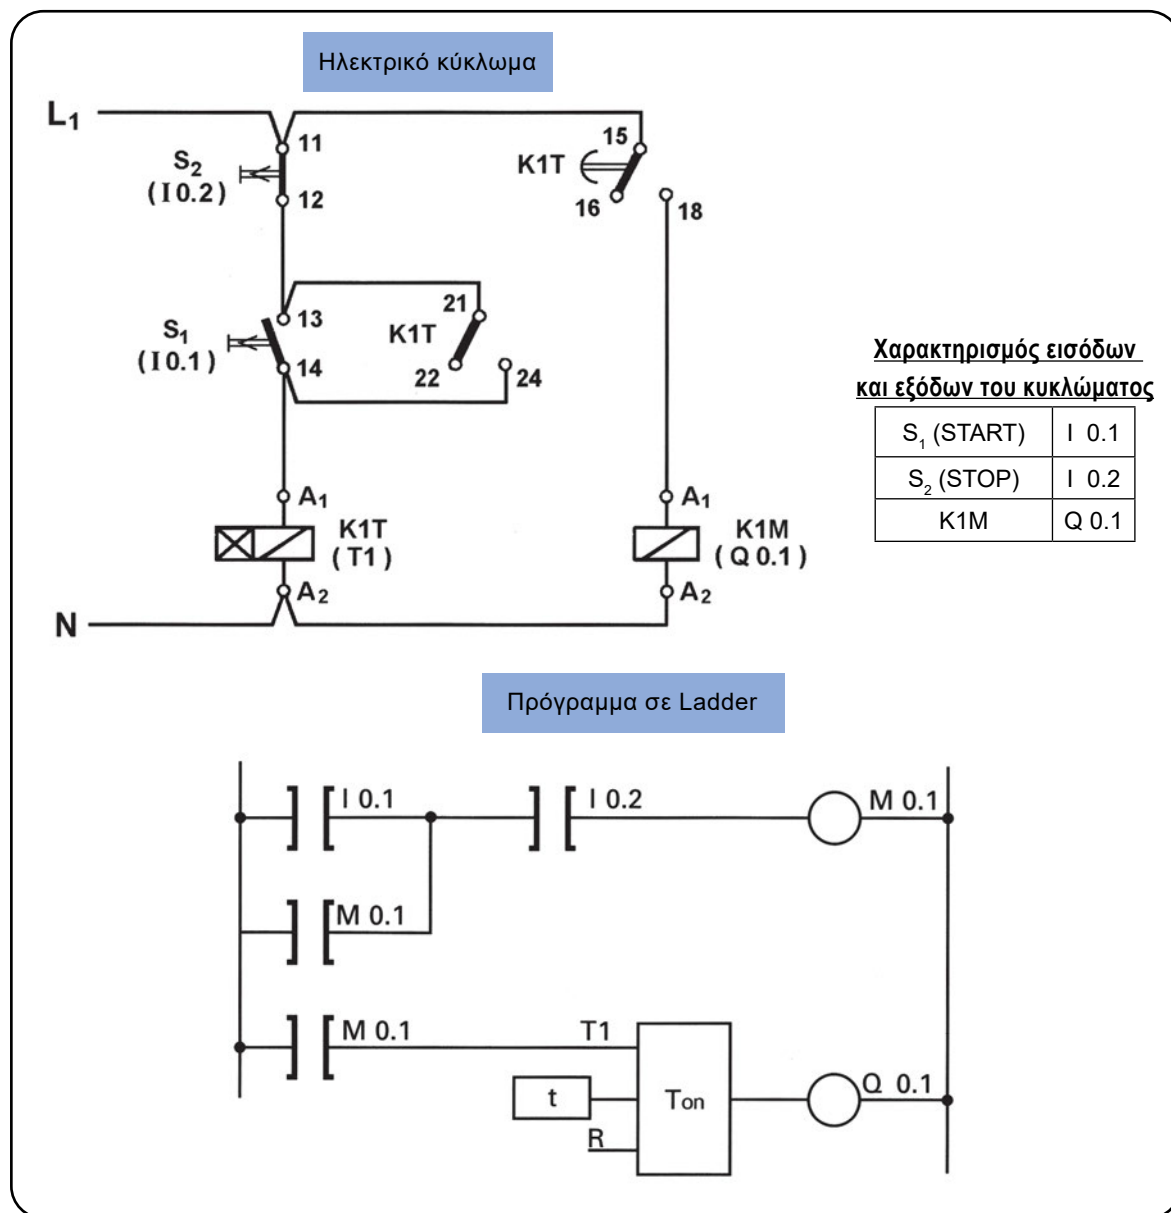 Ηλεκτρικό κύκλωμα
L1
11
S2
(I 0.2)
12
K1T
15
16
18
13
S1
(I 0.1)
14
21
K1T
22
24
A1
K1T
(T1)
A2
A1
K1M
(Q 0.1)
A2
N
Χαρακτηρισμός εισόδων
και εξόδων του κυκλώματος
S1 (START) I 0.1
S2 (STOP) I 0.2
K1M Q 0.1
Πρόγραμμα σε Ladder
I 0.1
I 0.2
M 0.1
M 0.1
M 0.1
T1
t
Ton
R
Q 0.1